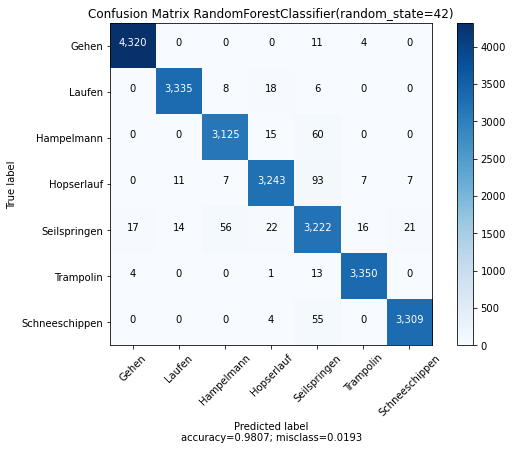 Confusion Matrix RandomForestClassifier(random_state=42)
True label
Gehen 4,320 0 0 0 11 4 0
Laufen 0 3,335 8 18 6 0 0
Hampelmann 0 0 3,125 15 60 0 0
Hopserlauf 0 11 7 3,243 93 7 7
Seilspringen 17 14 56 22 3,222 16 21
Trampolin 4 0 0 1 13 3,350 0
Schneeschippen 0 0 0 4 55 0 3,309
Gehen Laufen Hampelmann Hopserlauf Seilspringen Trampolin Schneeschippen
Predicted label
accuracy=0.9807; misclass=0.0193
4000
3500
3000
2500
2000
1500
1000
500
0